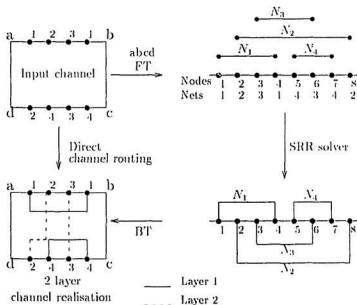 a 1 2 3 1 b
Input channel
d 2 4 3 4 c
abcd
FT
N₃
N₂
N₁ N₄
Nodes 1 2 3 4 5 6 7 8
Nets 1 2 3 1 4 3 4 2
Direct
channel routing
SRR solver
a 1 2 3 1 b
d 2 4 3 4 c
2 layer
channel realisation
BT
N₁ N₄
1 2 3 4 5 6 7 8
N₃
N₂
Layer 1
Layer 2